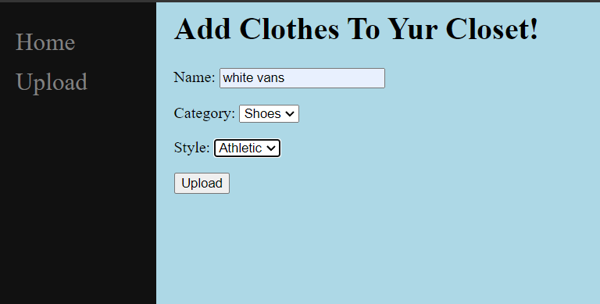 Home
Upload
Add Clothes To Yur Closet!
Name: white vans
Category: Shoes
Style: Athletic
Upload